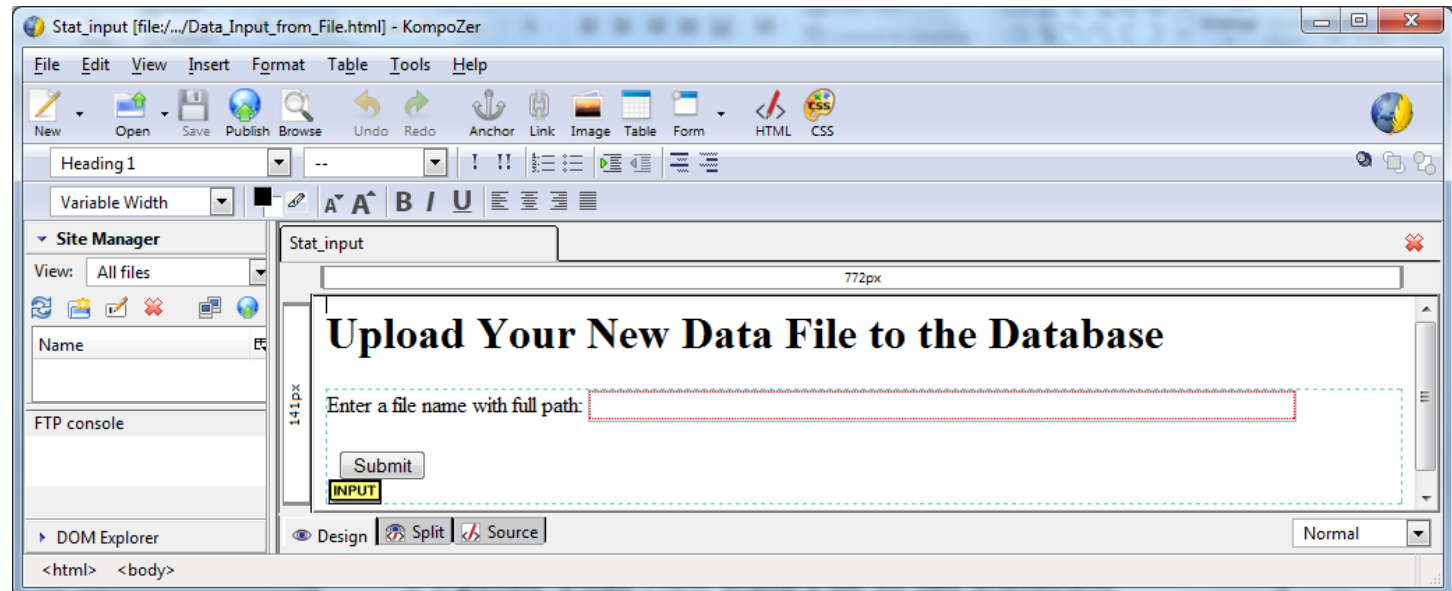 Stat_input [file:/.../Data_Input_from_File.html] - KompoZer
File Edit View Insert Format Table Tools Help
New Open Save Publish Browse Undo Redo Anchor Link Image Table Form HTML CSS
Heading 1 -- ! !!
Variable Width A A B I U
Site Manager
View: All files
Name
FTP console
DOM Explorer
Stat_input
772px
141px
Upload Your New Data File to the Database
Enter a file name with full path:
Submit
INPUT
Design Split Source Normal
<html> <body>